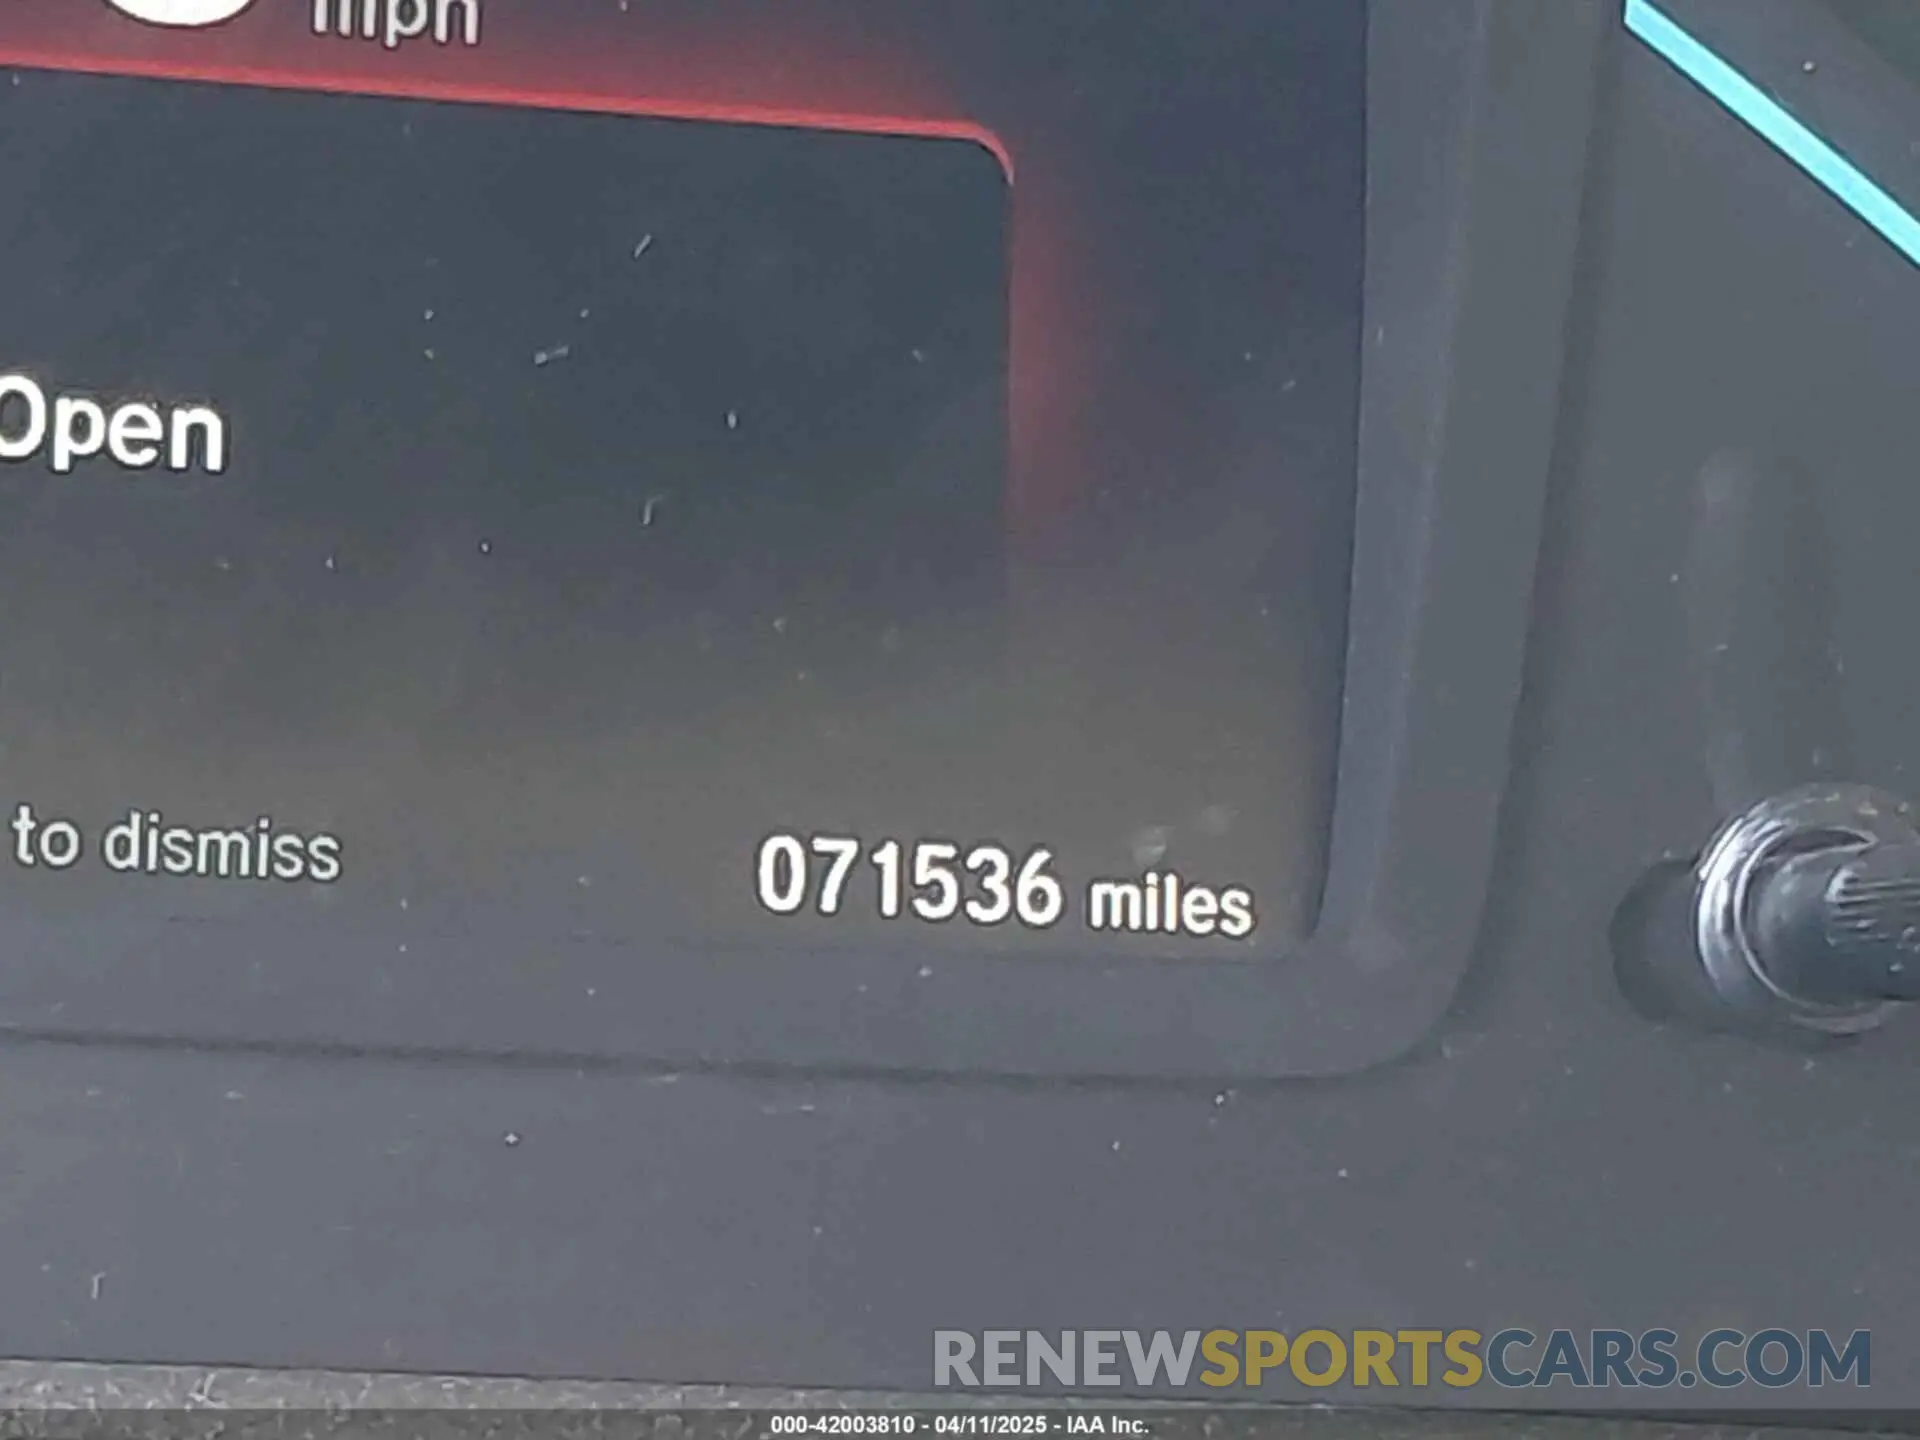 mph
Open
to dismiss
071536 miles
RENEWSPORTSCARS.COM
000-42003810 - 04/11/2025 - IAA Inc.